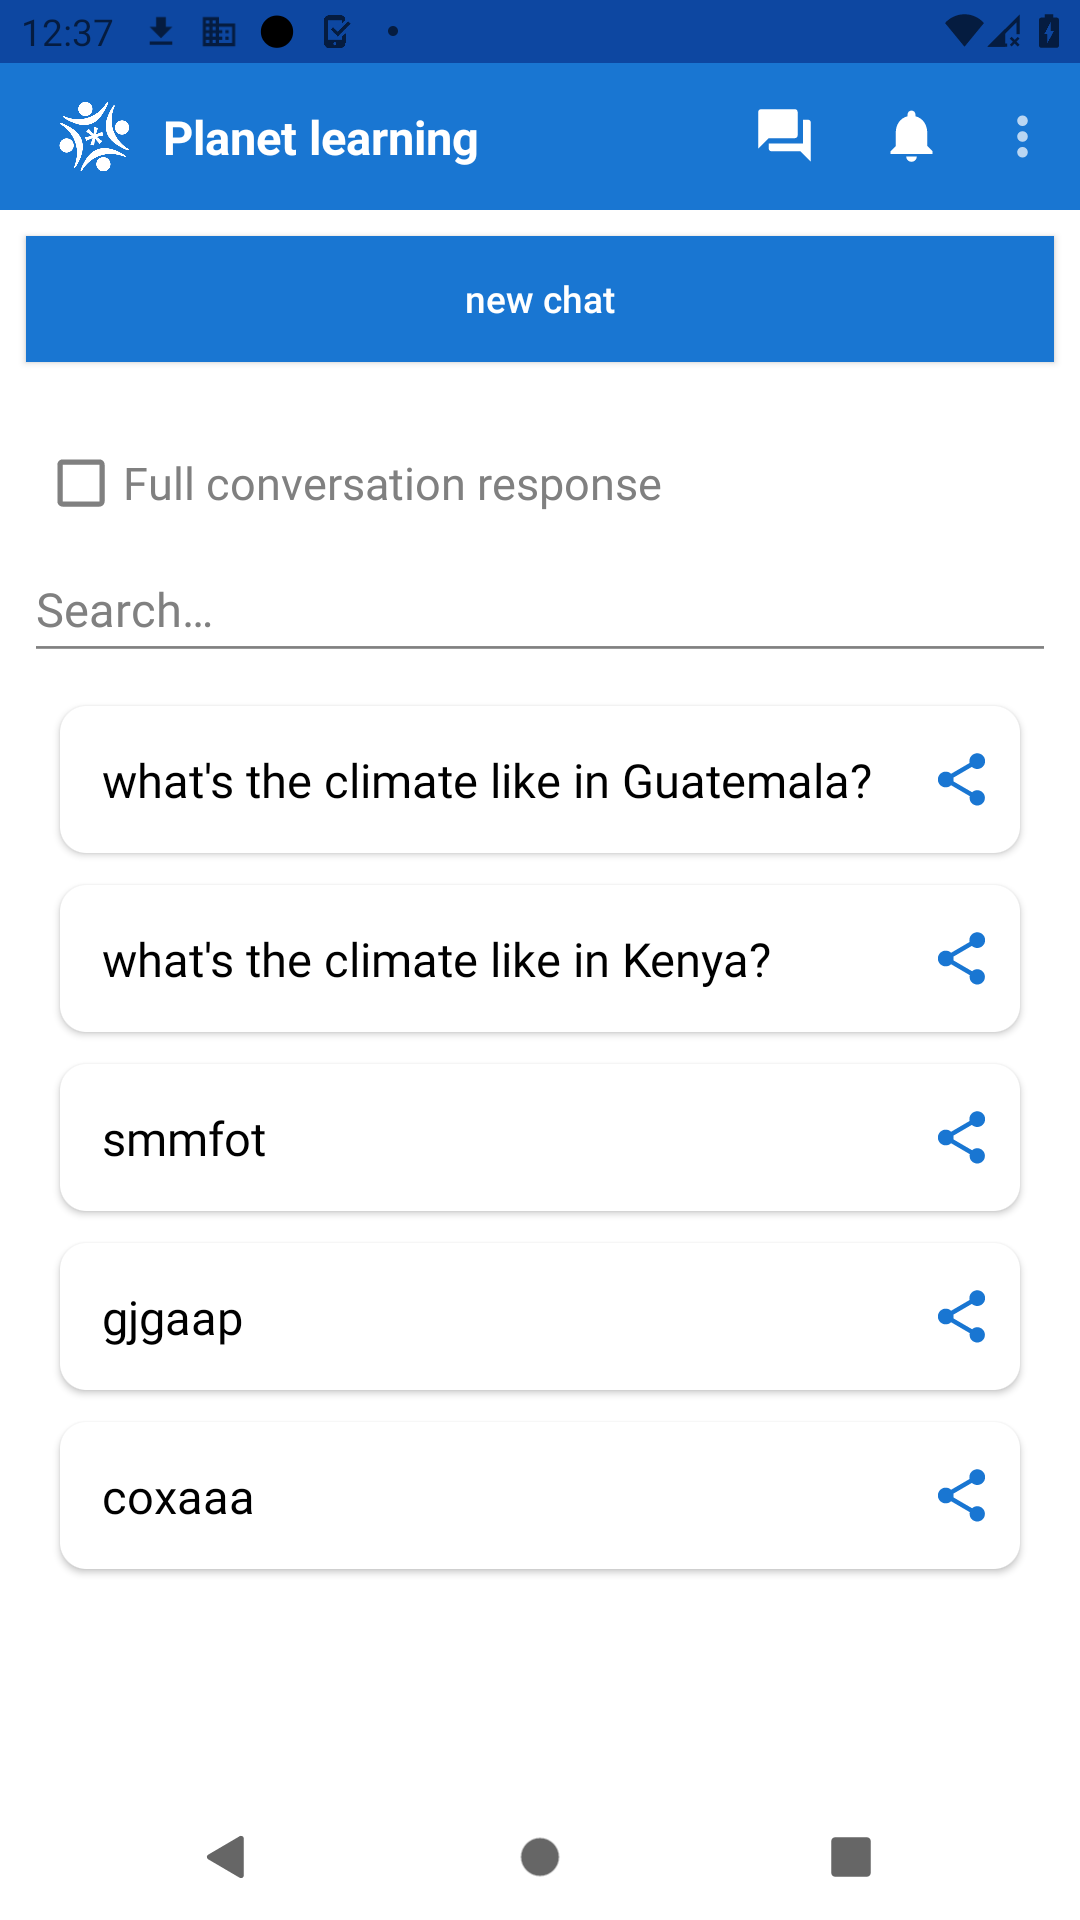 12:37
Planet learning
new chat
Full conversation response
Search...
what's the climate like in Guatemala?
what's the climate like in Kenya?
smmfot
gjgaap
coxaaa